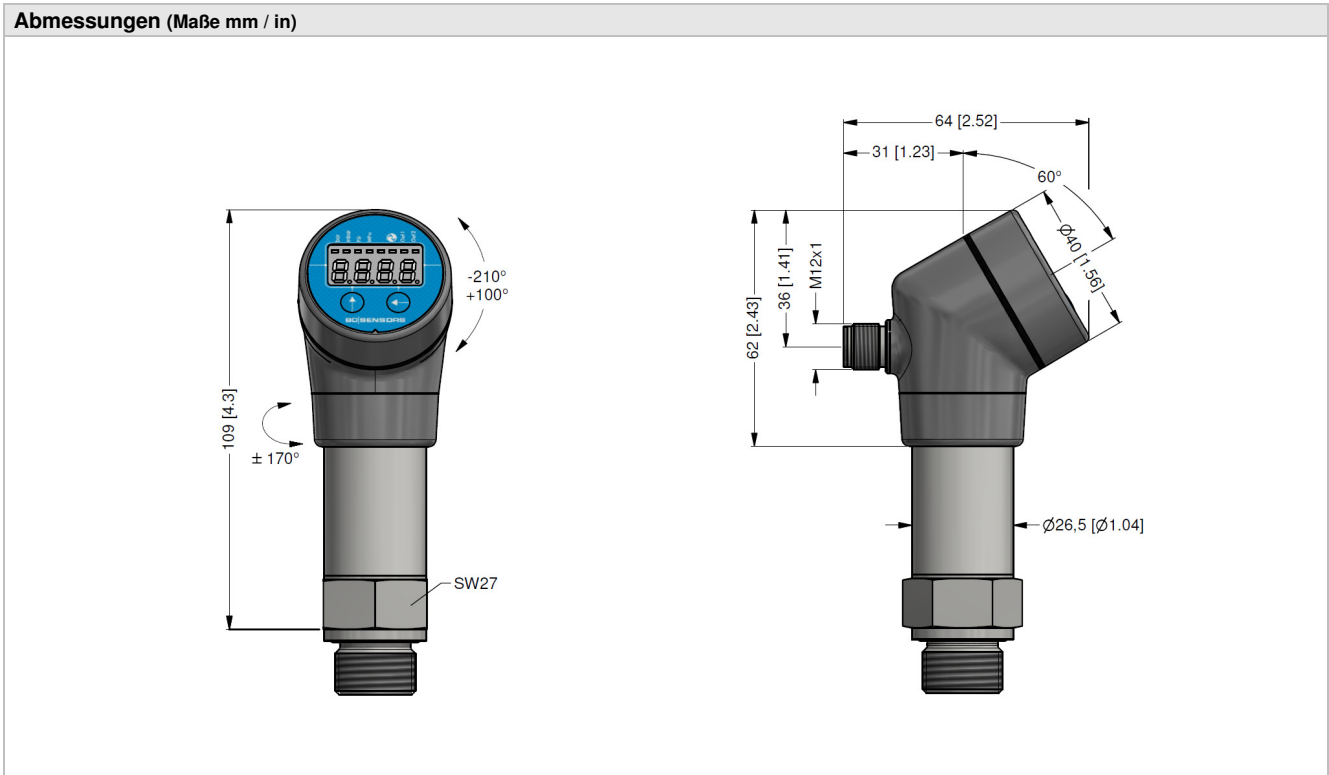 Abmessungen (Maße mm / in)
109 [4.3]
-210°
+100°
± 170°
SW27
BD|SENSORS
64 [2.52]
31 [1.23]
60°
Ø40 [1.56]
M12x1
36 [1.41]
62 [2.43]
Ø26,5 [Ø1.04]